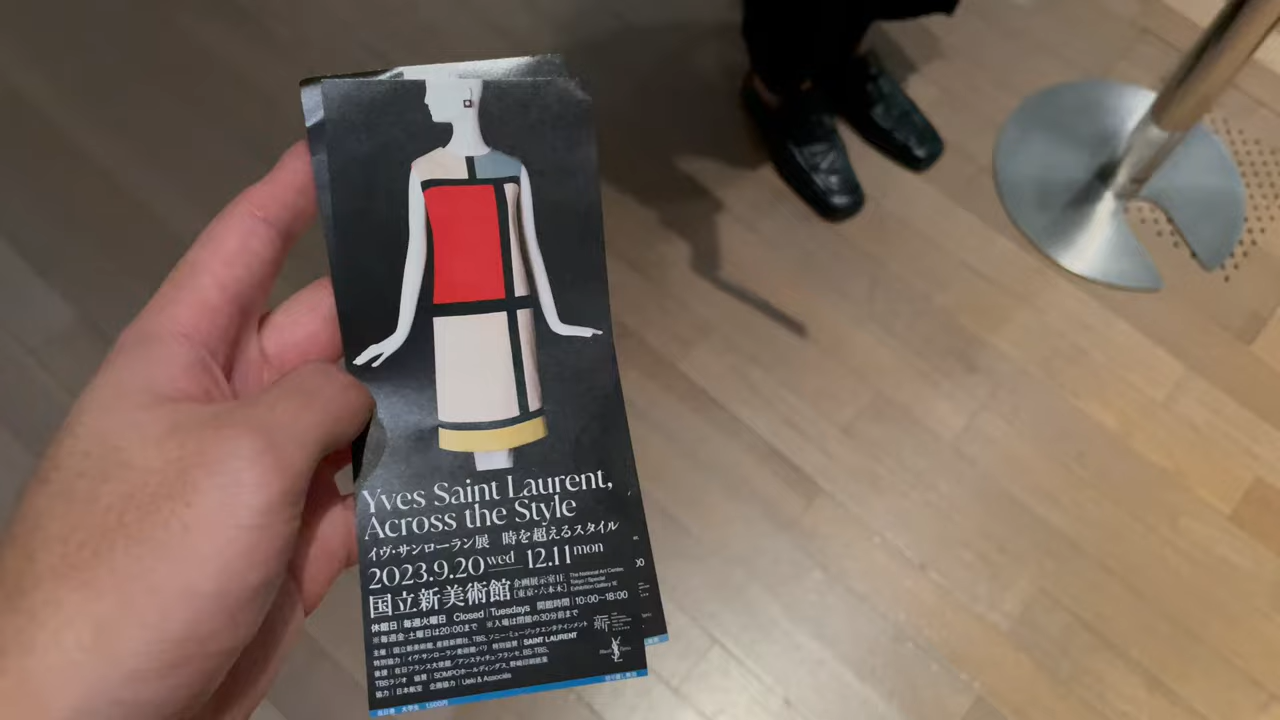 Yves Saint Laurent,
Across the Style
イヴ・サンローラン展 時を超えるスタイル
2023.9.20 wed — 12.11 mon
国立新美術館 企画展示室1E [東京・六本木] The National Art Center, Tokyo / Special Exhibition Gallery 1E
休館日|毎週火曜日 Closed | Tuesdays 開館時間|10:00~18:00
※毎週金・土曜日は20:00まで ※入場は閉館の30分前まで
主催|国立新美術館、産経新聞社、TBS、ソニー・ミュージックエンタテインメント
特別協力|イヴ・サンローラン美術館パリ 特別協賛|SAINT LAURENT
後援|在日フランス大使館/アンスティチュ・フランセ、BS-TBS、
TBSラジオ 協賛|SOMPOホールディングス、野崎印刷紙業
協力|日本航空 企画協力|Ueki & Associés
当日券 大学生 1,500円